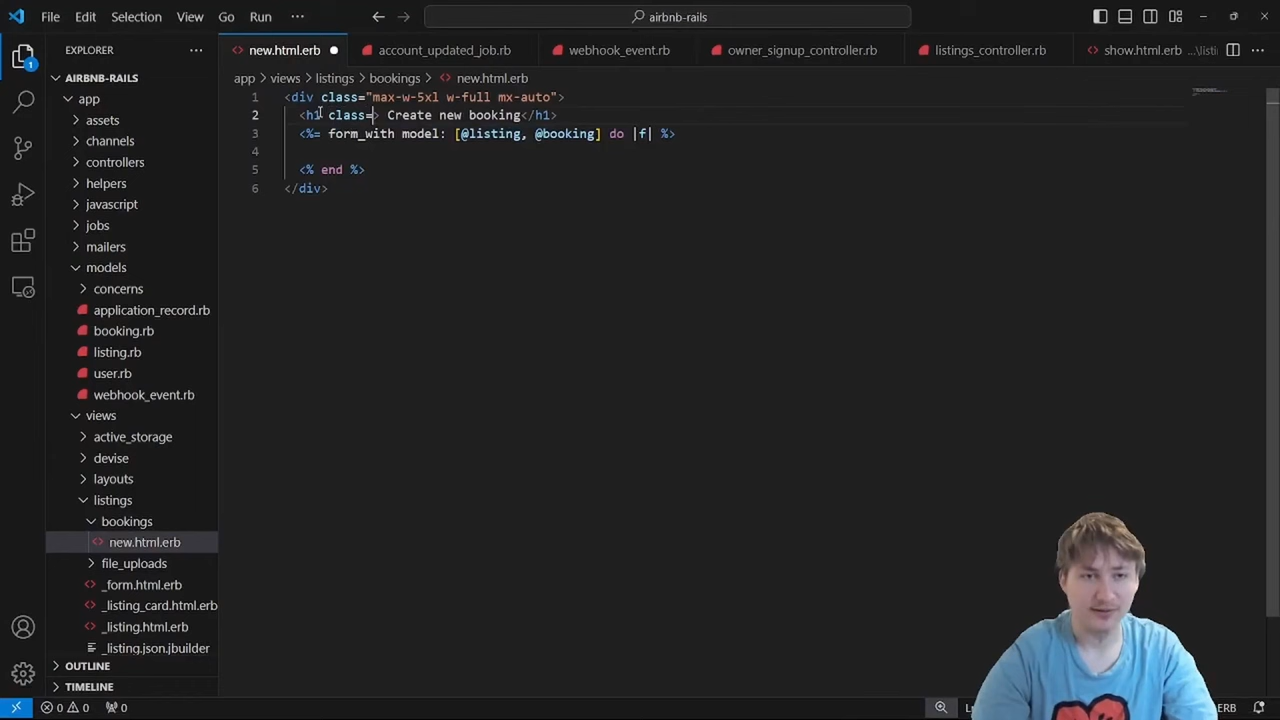 File Edit Selection View Go Run ··· airbnb-rails
EXPLORER ···
new.html.erb account_updated_job.rb webhook_event.rb owner_signup_controller.rb listings_controller.rb show.html.erb ...\listin
app > views > listings > bookings > new.html.erb
AIRBNB-RAILS
app
assets
channels
controllers
helpers
javascript
jobs
mailers
models
concerns
application_record.rb
booking.rb
listing.rb
user.rb
webhook_event.rb
views
active_storage
devise
layouts
listings
bookings
new.html.erb
file_uploads
_form.html.erb
_listing_card.html.erb
_listing.html.erb
_listing.json.jbuilder
OUTLINE
TIMELINE
1 <div class="max-w-5xl w-full mx-auto">
2 <h1 class=> Create new booking</h1>
3 <%= form_with model: [@listing, @booking] do |f| %>
4
5 <% end %>
6 </div>
1
0 0 0
ERB